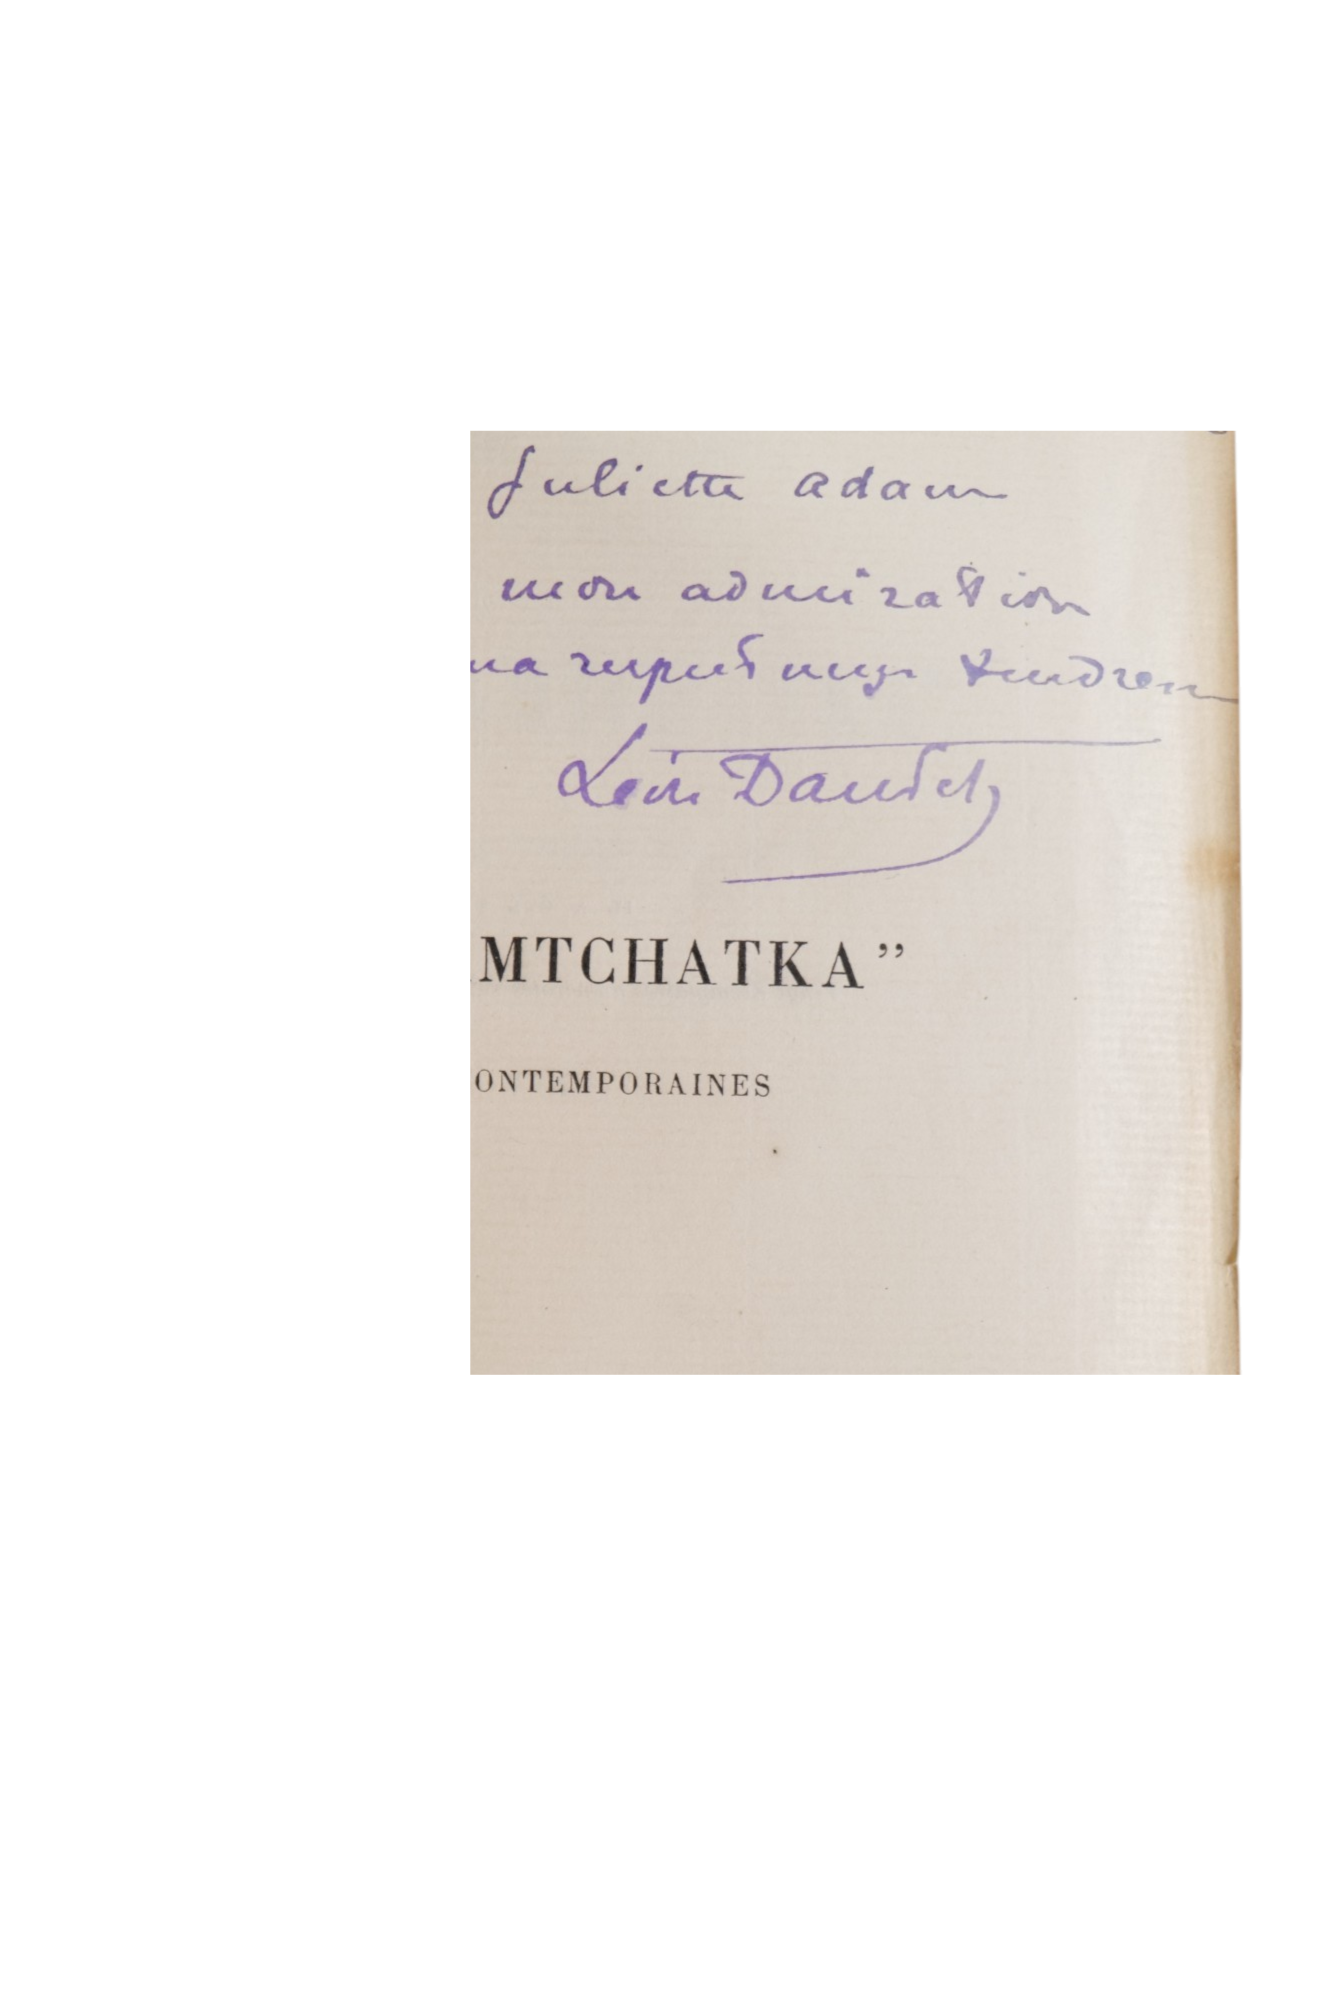 Juliette Adam
mon admiration
ma respectueuse tendresse
Léon Daudet
MTCHATKA”
ONTEMPORAINES